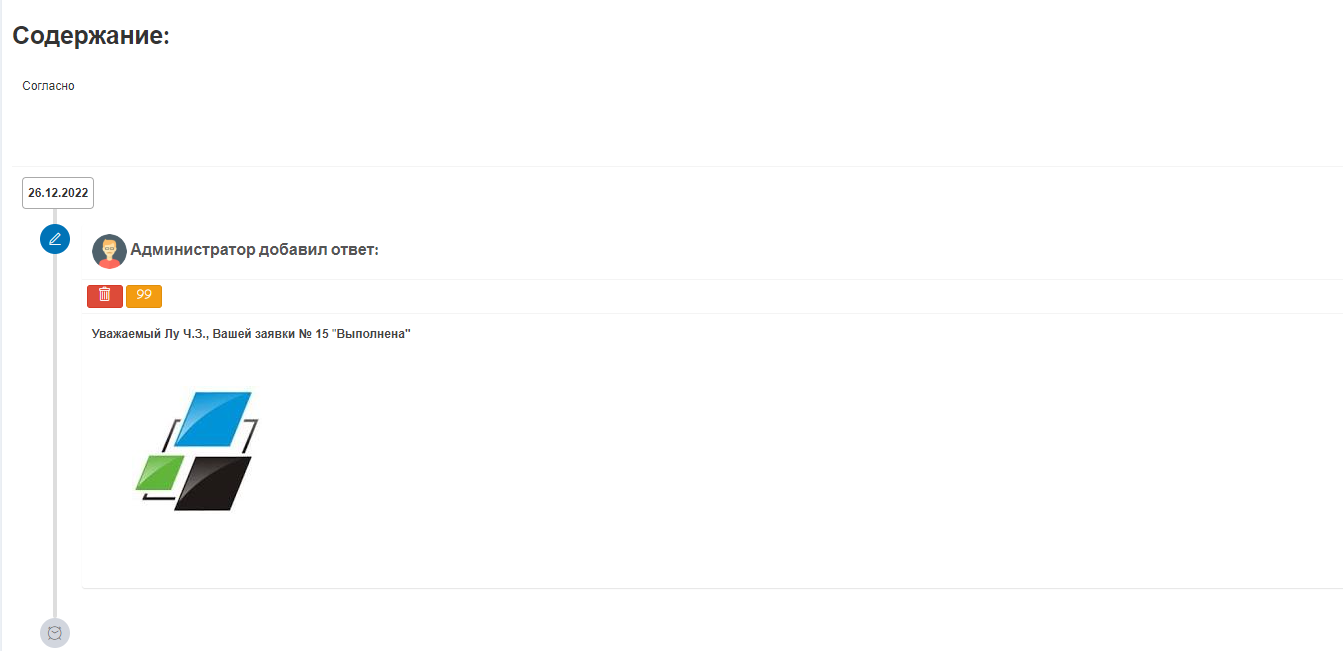 Содержание:
Согласно
26.12.2022
Администратор добавил ответ:
99
Уважаемый Лу Ч.З., Вашей заявки № 15 "Выполнена"